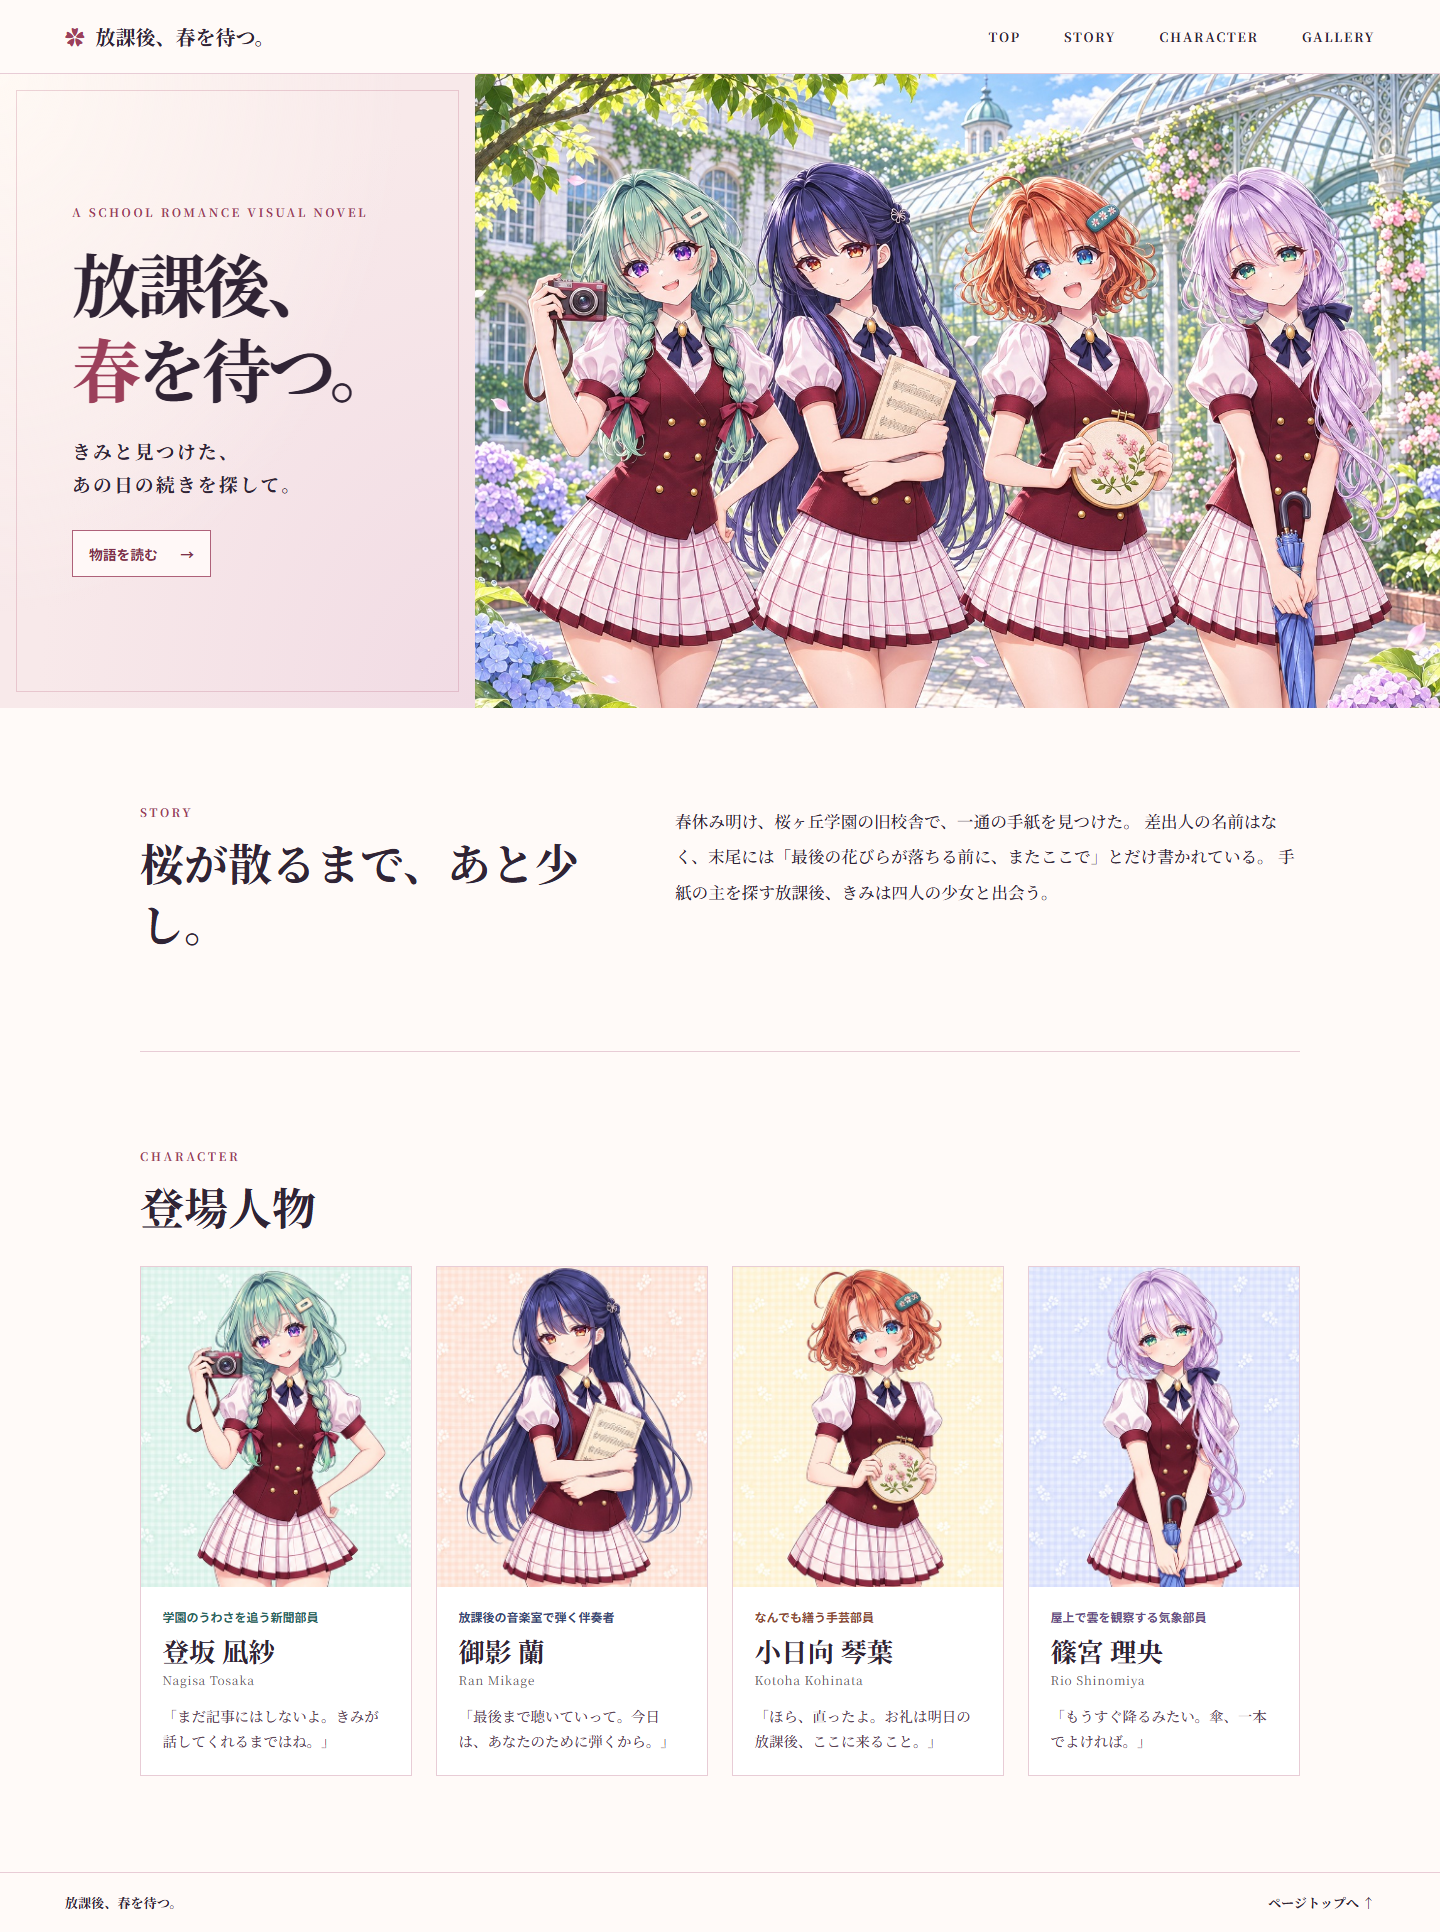 放課後、春を待つ。
TOP STORY CHARACTER GALLERY
A SCHOOL ROMANCE VISUAL NOVEL
放課後、
春を待つ。
きみと見つけた、
あの日の続きを探して。
物語を読む →
STORY
桜が散るまで、あと少
し。
春休み明け、桜ヶ丘学園の旧校舎で、一通の手紙を見つけた。 差出人の名前はな
く、末尾には「最後の花びらが落ちる前に、またここで」とだけ書かれている。 手
紙の主を探す放課後、きみは四人の少女と出会う。
CHARACTER
登場人物
学園のうわさを追う新聞部員
登坂 凪紗
Nagisa Tosaka
「まだ記事にはしないよ。きみが
話してくれるまではね。」
放課後の音楽室で弾く伴奏者
御影 蘭
Ran Mikage
「最後まで聴いていって。今日
は、あなたのために弾くから。」
なんでも繕う手芸部員
小日向 琴葉
Kotoha Kohinata
「ほら、直ったよ。お礼は明日の
放課後、ここに来ること。」
屋上で雲を観察する気象部員
篠宮 理央
Rio Shinomiya
「もうすぐ降るみたい。傘、一本
でよければ。」
放課後、春を待つ。
ページトップへ ↑